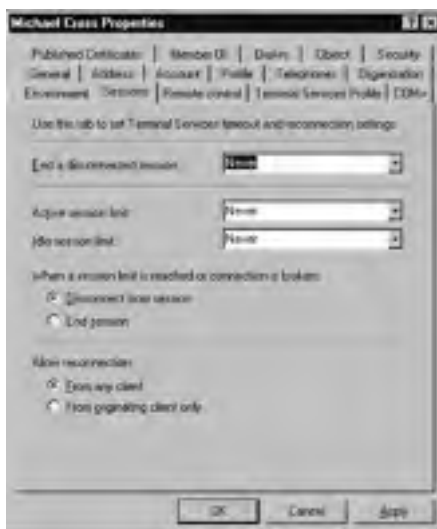 Michael Cross Properties
Published Certificates Member Of Dial-in Object Security
General Address Account Profile Telephones Organization
Environment Sessions Remote control Terminal Services Profile COM+
Use this tab to set Terminal Services timeout and reconnection settings.
End a disconnected session: Never
Active session limit: Never
Idle session limit: Never
When a session limit is reached or connection is broken:
Disconnect from session
End session
Allow reconnection:
From any client
From originating client only
OK Cancel Apply